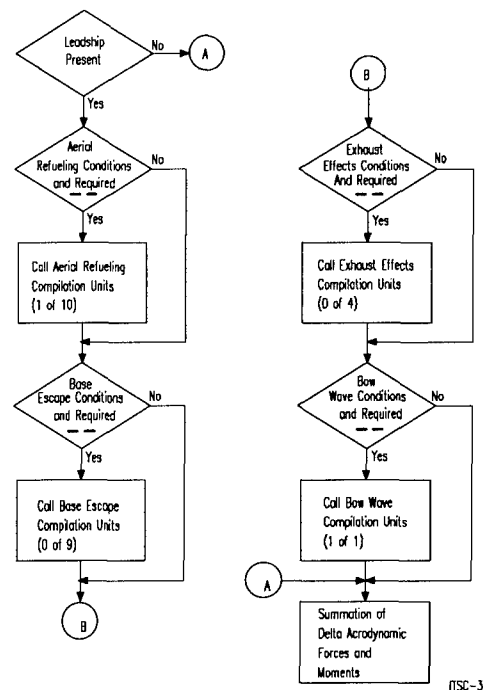 Leadship
Present
No
A
Yes
Aerial
Refueling Conditions
and Required
No
Yes
Call Aerial Refueling
Compilation Units
(1 of 10)
Base
Escape Conditions
and Required
No
Yes
Call Base Escape
Compilation Units
(0 of 9)
B
B
Exhaust
Effects Conditions
And Required
No
Yes
Call Exhaust Effects
Compilation Units
(0 of 4)
Bow
Wave Conditions
and Required
No
Yes
Call Bow Wave
Compilation Units
(1 of 1)
A
Summation of
Delta Acrodynamic
Forces and
Moments